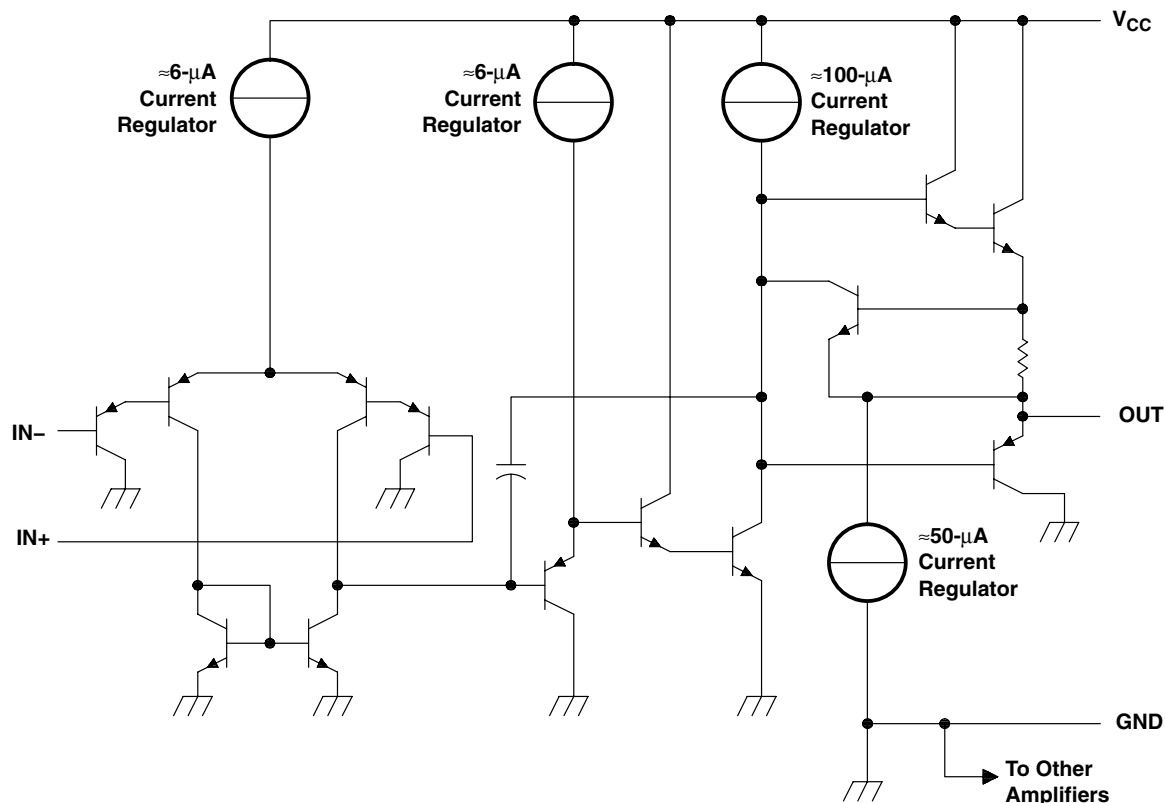 VCC
≈6-μA
Current
Regulator
≈6-μA
Current
Regulator
≈100-μA
Current
Regulator
IN−
OUT
IN+
≈50-μA
Current
Regulator
GND
To Other
Amplifiers